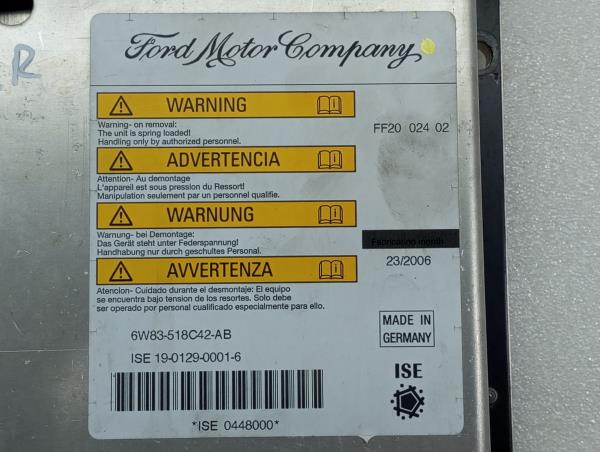 Ford Motor Company
R
WARNING
Warning- on removal:
The unit is spring loaded!
Handling only by authorized personnel.
FF20 024 02
ADVERTENCIA
Attention- Au demontage
L'appareil est sous pression du Ressort!
Manipulation seulement par un personnel qualifie.
WARNUNG
Warnung- bei Demontage:
Das Gerät steht unter Federspannung!
Handhabung nur durch geschultes Personal.
Fabricating month
23/2006
AVVERTENZA
Atencion- Cuidado durante el desmontaje: El equipo
se encuentra bajo tension de los resortes. Solo debe
ser operado por personal cualificado especialmente para ello.
6W83-518C42-AB
MADE IN
GERMANY
ISE 19-0129-0001-6
ISE
*ISE 0448000*